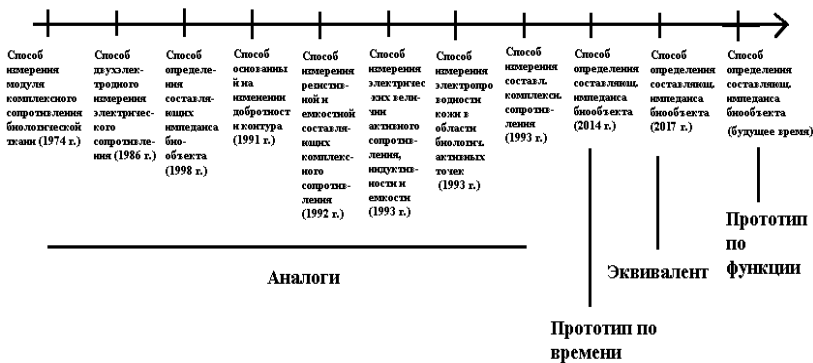 Способ
измерения
модуля
комплексного
сопротивления
биологической
ткани (1974 г.)
Способ
двухэлек-
тродного
измерения
электричес-
кого
сопротивле-
ния (1986 г.)
Способ
определе-
ния
составля-
ющих
импеданса
био-
объекта
(1998 г.)
Способ
основанны
й на
изменении
добротност
и контура
(1991 г.)
Способ
измерения
резистив-
ной и
емкостной
составля-
ющих
комплекс-
ного
сопротив-
ления
(1992 г.)
Способ
измерения
электричес
ких вели-
чин
активного
сопротив-
ления,
индуктив-
ности и
емкости
(1993 г.)
Способ
измерения
электропро
водности
кожи в
области
биологич.
активных
точек
(1993 г.)
Способ
измерения
составл.
комплексн.
сопротив-
ления
(1993 г.)
Способ
определения
составляющ.
импеданса
биообъекта
(2014 г.)
Способ
определения
составляющ.
импеданса
биообъекта
(2017 г.)
Способ
определения
составляющ.
импеданса
биообъекта
(будущее время)
Аналоги
Прототип по
времени
Эквивалент
Прототип
по
функции